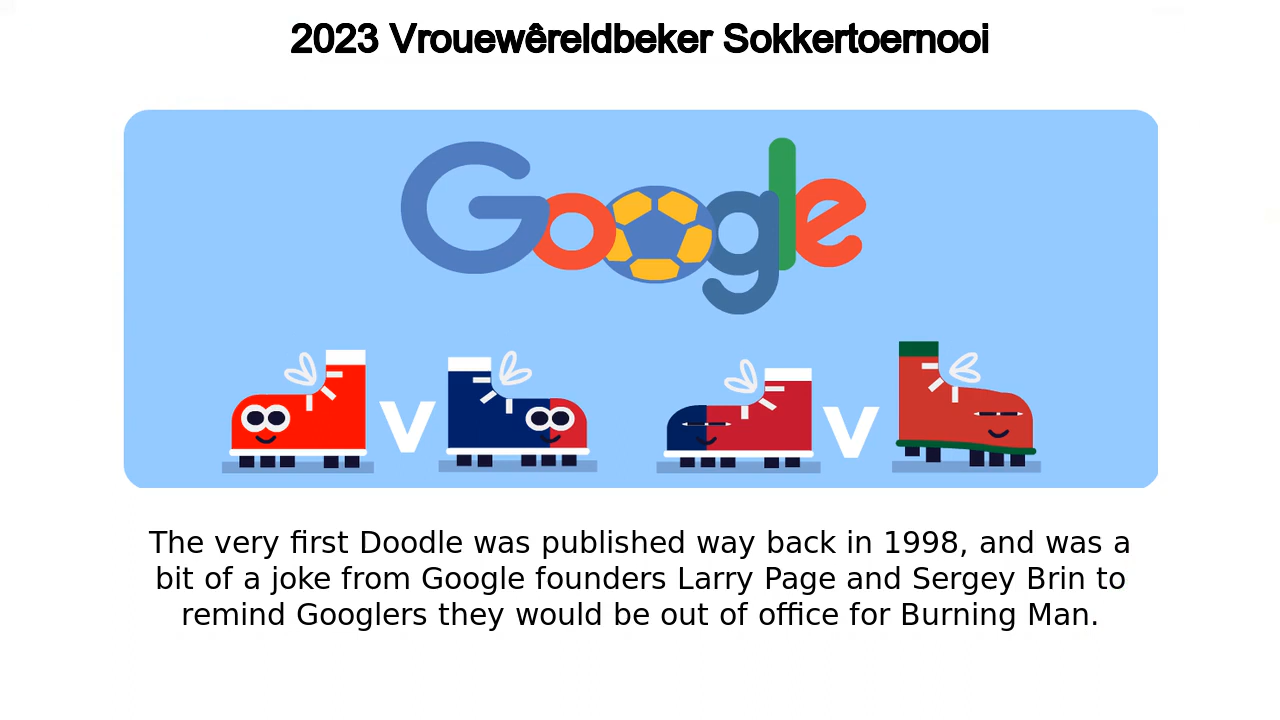 2023 Vrouewêreldbeker Sokkertoernooi
Google
V V
The very first Doodle was published way back in 1998, and was a
bit of a joke from Google founders Larry Page and Sergey Brin to
remind Googlers they would be out of office for Burning Man.